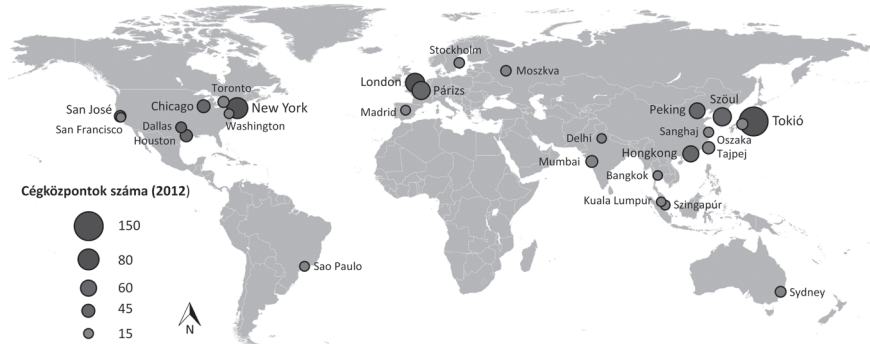 Stockholm
Moszkva
London
Párizs
Toronto
Chicago
New York
San José
San Francisco
Dallas
Washington
Houston
Madrid
Peking
Szöul
Tokió
Sanghaj
Oszaka
Delhi
Tajpej
Mumbai
Hongkong
Bangkok
Kuala Lumpur
Szingapúr
Cégközpontok száma (2012)
150
80
60
45
15
N
Sao Paulo
Sydney